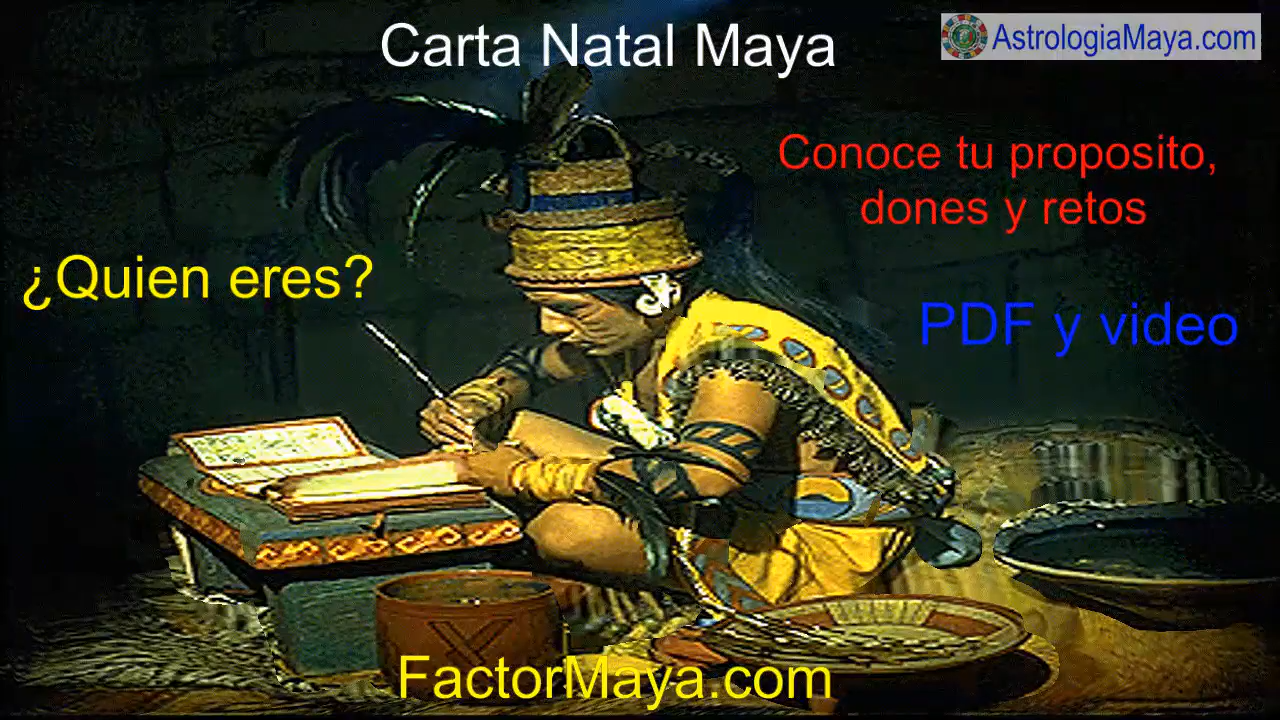 Carta Natal Maya
AstrologiaMaya.com
Conoce tu proposito,
dones y retos
¿Quien eres?
PDF y video
FactorMaya.com